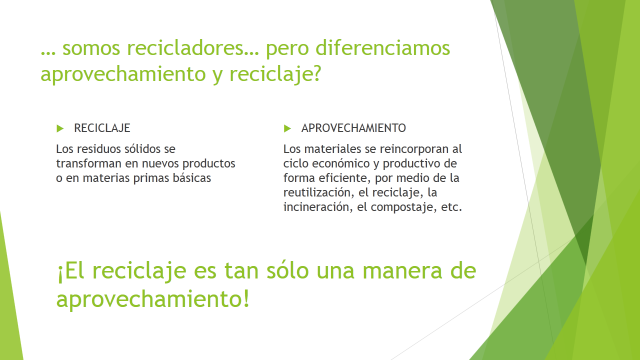 … somos recicladores… pero diferenciamos
aprovechamiento y reciclaje?
RECICLAJE
Los residuos sólidos se
transforman en nuevos productos
o en materias primas básicas
APROVECHAMIENTO
Los materiales se reincorporan al
ciclo económico y productivo de
forma eficiente, por medio de la
reutilización, el reciclaje, la
incineración, el compostaje, etc.
¡El reciclaje es tan sólo una manera de
aprovechamiento!